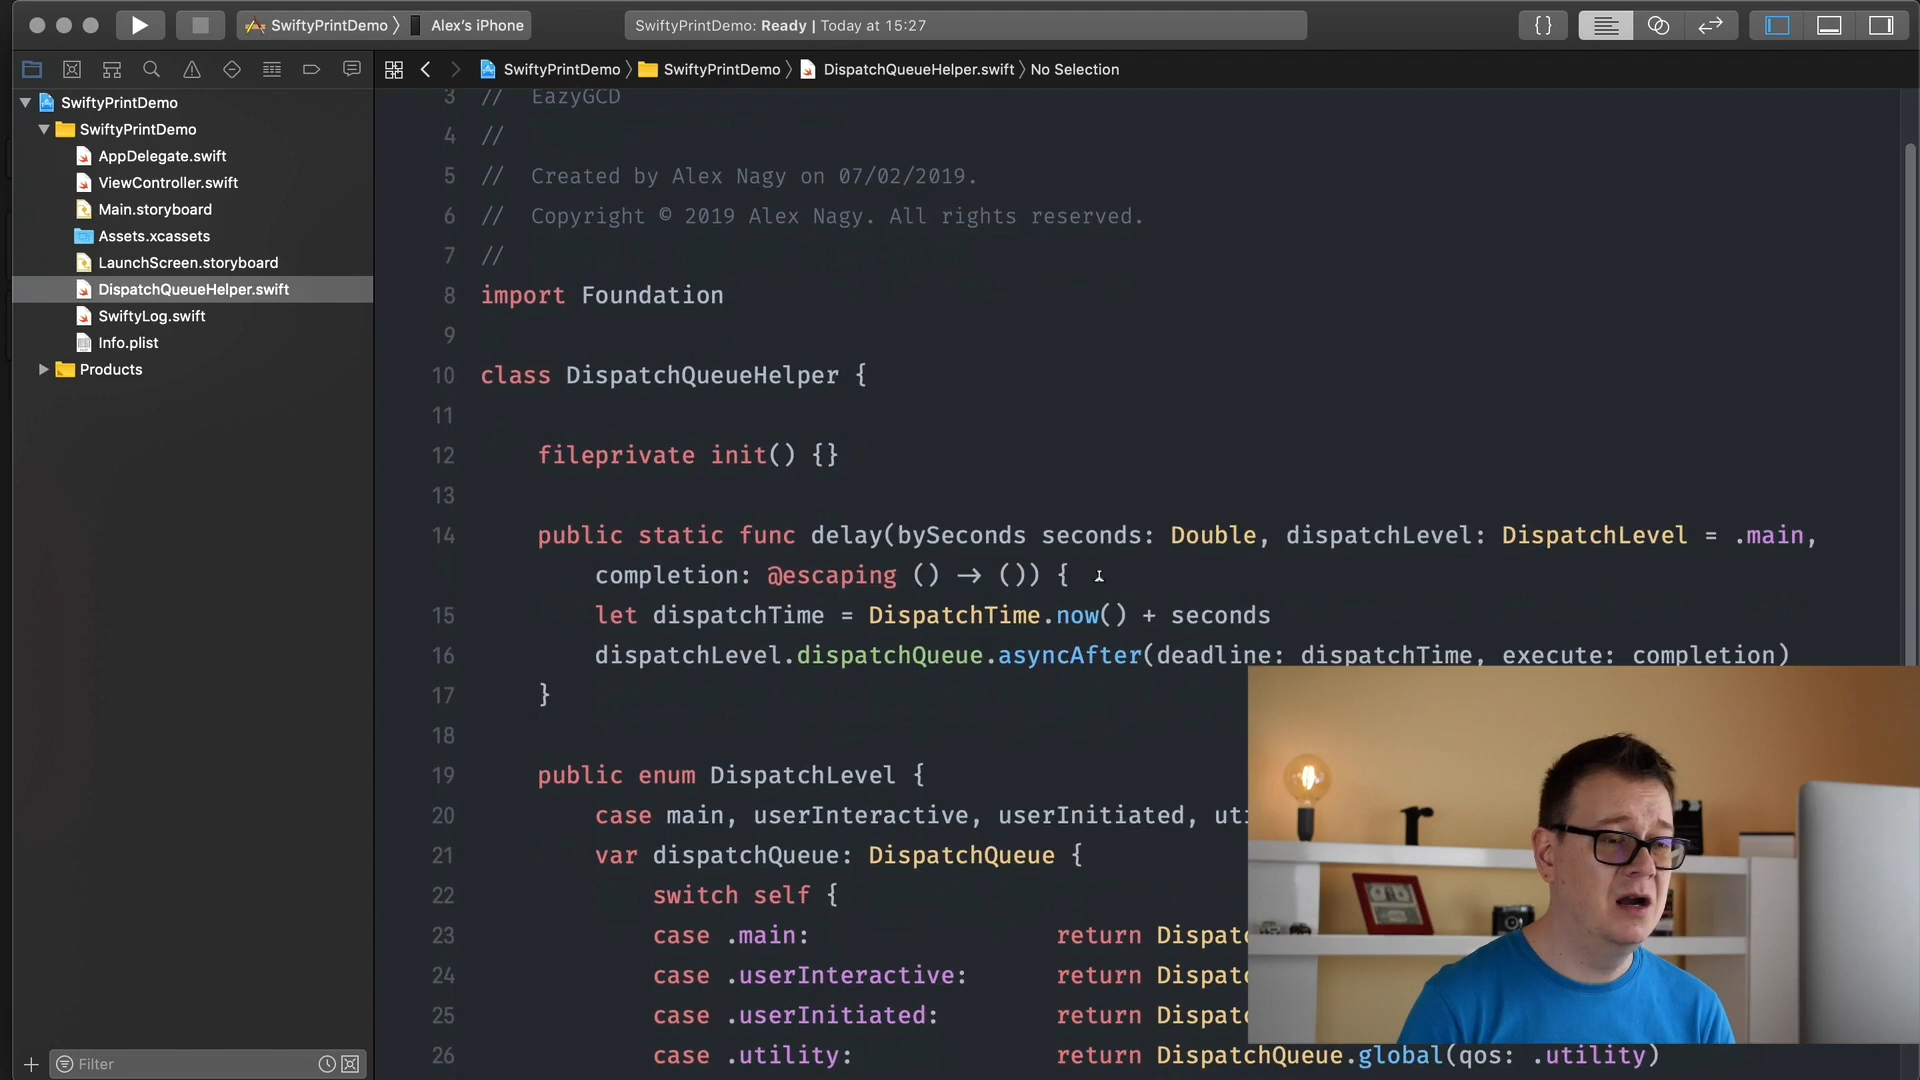 SwiftyPrintDemo 〉 Alex's iPhone
SwiftyPrintDemo: Ready | Today at 15:27
{}
SwiftyPrintDemo 〉 SwiftyPrintDemo 〉 DispatchQueueHelper.swift 〉 No Selection
SwiftyPrintDemo
SwiftyPrintDemo
AppDelegate.swift
ViewController.swift
Main.storyboard
Assets.xcassets
LaunchScreen.storyboard
DispatchQueueHelper.swift
SwiftyLog.swift
Info.plist
Products
Filter
3 // EazyGCD
4 //
5 // Created by Alex Nagy on 07/02/2019.
6 // Copyright © 2019 Alex Nagy. All rights reserved.
7 //
8 import Foundation
9
10 class DispatchQueueHelper {
11
12 fileprivate init() {}
13
14 public static func delay(bySeconds seconds: Double, dispatchLevel: DispatchLevel = .main,
completion: @escaping () -> ()) {
15 let dispatchTime = DispatchTime.now() + seconds
16 dispatchLevel.dispatchQueue.asyncAfter(deadline: dispatchTime, execute: completion)
17 }
18
19 public enum DispatchLevel {
20 case main, userInteractive, userInitiated, uti
21 var dispatchQueue: DispatchQueue {
22 switch self {
23 case .main: return Dispatc
24 case .userInteractive: return Dispatc
25 case .userInitiated: return Dispatc
26 case .utility: return DispatchQueue.global(qos: .utility)